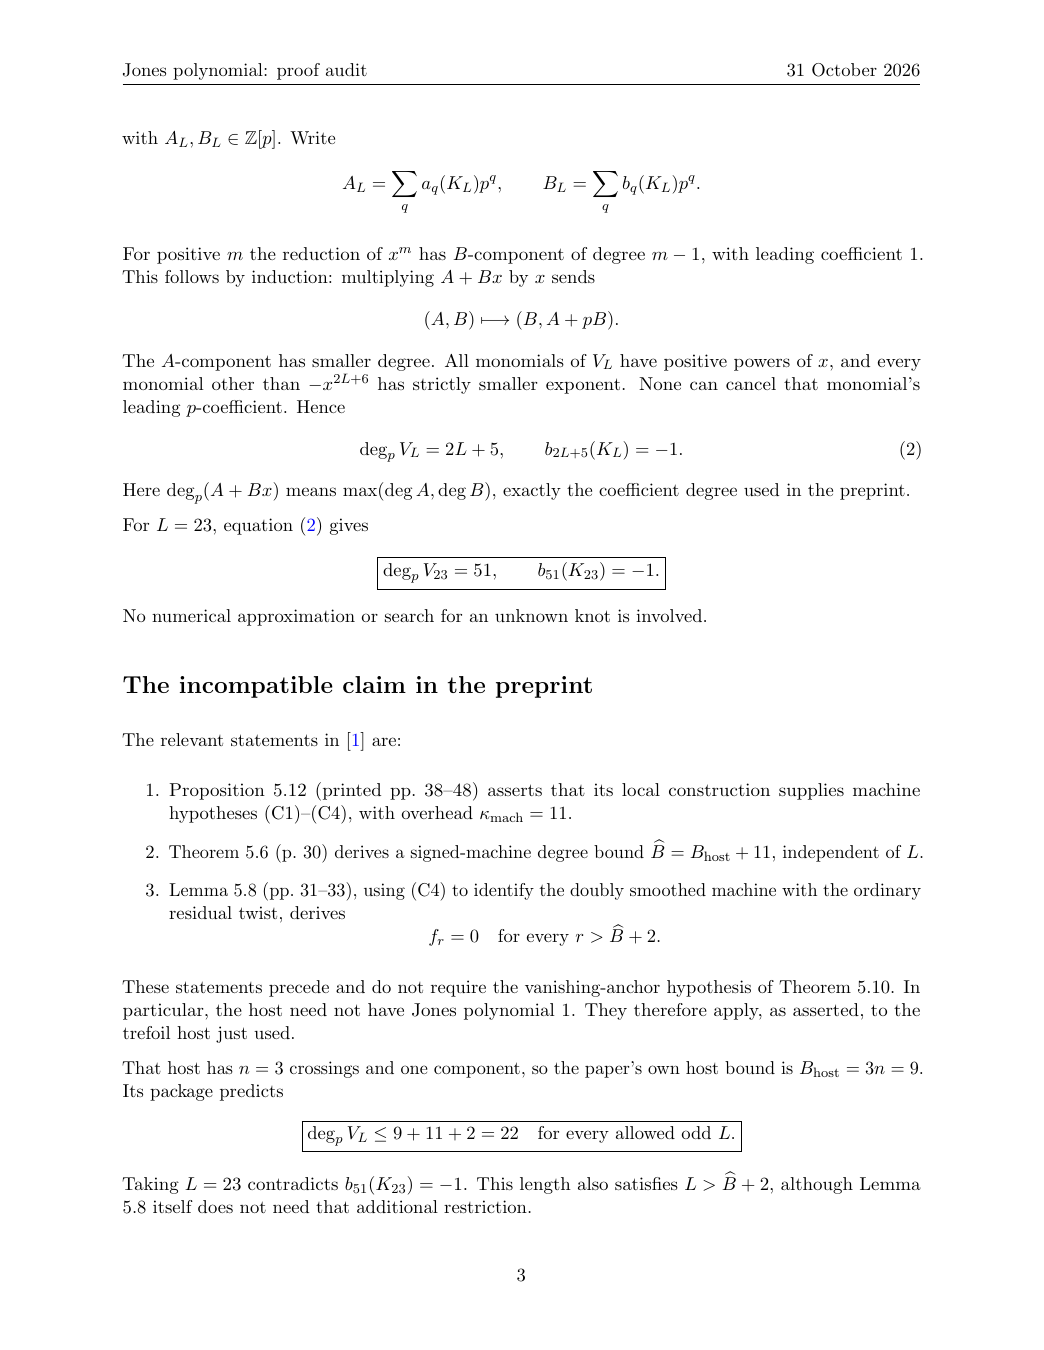 Jones polynomial: proof audit 31 October 2026
with A_L, B_L ∈ ℤ[p]. Write
A_L = ∑_q a_q(K_L)p^q, B_L = ∑_q b_q(K_L)p^q.
For positive m the reduction of x^m has B-component of degree m − 1, with leading coefficient 1.
This follows by induction: multiplying A + Bx by x sends
(A, B) ⟼ (B, A + pB).
The A-component has smaller degree. All monomials of V_L have positive powers of x, and every
monomial other than −x^{2L+6} has strictly smaller exponent. None can cancel that monomial's
leading p-coefficient. Hence
deg_p V_L = 2L + 5, b_{2L+5}(K_L) = −1. (2)
Here deg_p(A + Bx) means max(deg A, deg B), exactly the coefficient degree used in the preprint.
For L = 23, equation (2) gives
deg_p V_{23} = 51, b_{51}(K_{23}) = −1.
No numerical approximation or search for an unknown knot is involved.
The incompatible claim in the preprint
The relevant statements in [1] are:
1. Proposition 5.12 (printed pp. 38–48) asserts that its local construction supplies machine
hypotheses (C1)–(C4), with overhead κ_mach = 11.
2. Theorem 5.6 (p. 30) derives a signed-machine degree bound B̂ = B_host + 11, independent of L.
3. Lemma 5.8 (pp. 31–33), using (C4) to identify the doubly smoothed machine with the ordinary
residual twist, derives
f_r = 0 for every r > B̂ + 2.
These statements precede and do not require the vanishing-anchor hypothesis of Theorem 5.10. In
particular, the host need not have Jones polynomial 1. They therefore apply, as asserted, to the
trefoil host just used.
That host has n = 3 crossings and one component, so the paper's own host bound is B_host = 3n = 9.
Its package predicts
deg_p V_L ≤ 9 + 11 + 2 = 22 for every allowed odd L.
Taking L = 23 contradicts b_{51}(K_{23}) = −1. This length also satisfies L > B̂ + 2, although Lemma
5.8 itself does not need that additional restriction.
3